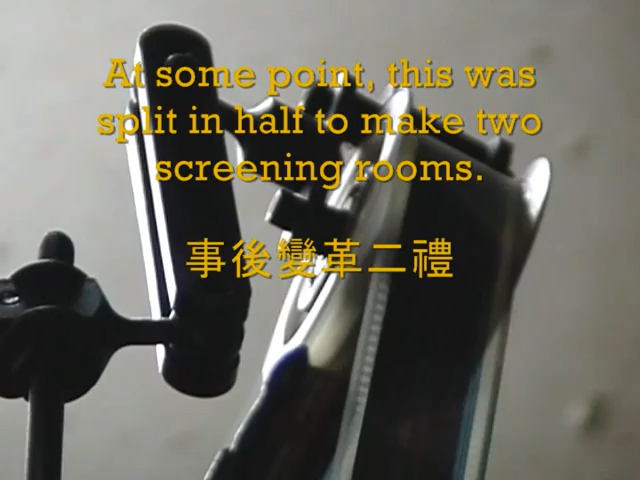 At some point, this was
split in half to make two
screening rooms.
事後變革二禮